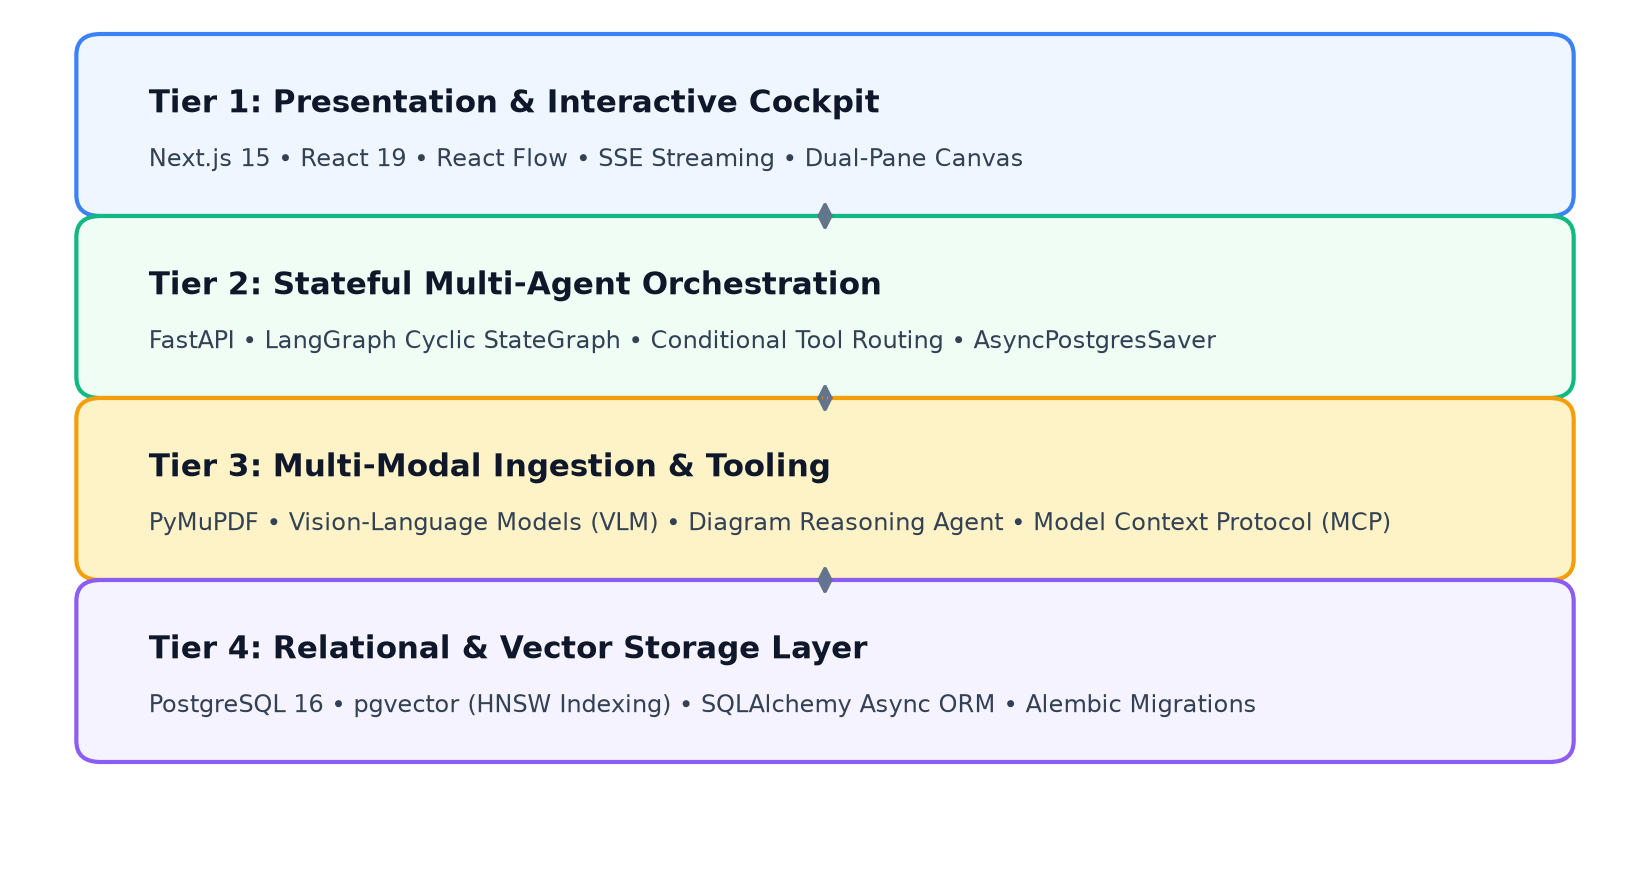 Tier 1: Presentation & Interactive Cockpit
Next.js 15 • React 19 • React Flow • SSE Streaming • Dual-Pane Canvas
Tier 2: Stateful Multi-Agent Orchestration
FastAPI • LangGraph Cyclic StateGraph • Conditional Tool Routing • AsyncPostgresSaver
Tier 3: Multi-Modal Ingestion & Tooling
PyMuPDF • Vision-Language Models (VLM) • Diagram Reasoning Agent • Model Context Protocol (MCP)
Tier 4: Relational & Vector Storage Layer
PostgreSQL 16 • pgvector (HNSW Indexing) • SQLAlchemy Async ORM • Alembic Migrations